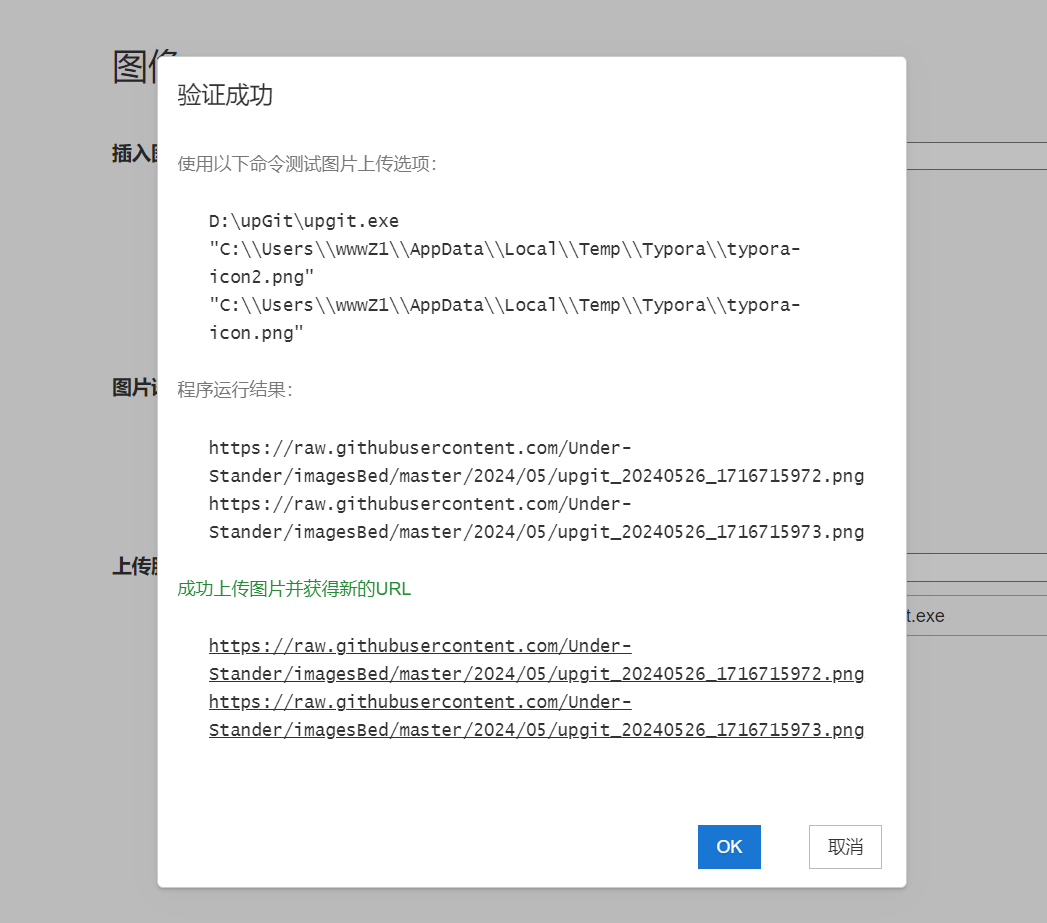 图像
验证成功
插入
使用以下命令测试图片上传选项：
D:\upGit\upgit.exe
"C:\\Users\\wwwZ1\\AppData\\Local\\Temp\\Typora\\typora-
icon2.png"
"C:\\Users\\wwwZ1\\AppData\\Local\\Temp\\Typora\\typora-
icon.png"
图片
程序运行结果：
https://raw.githubusercontent.com/Under-
Stander/imagesBed/master/2024/05/upgit_20240526_1716715972.png
https://raw.githubusercontent.com/Under-
Stander/imagesBed/master/2024/05/upgit_20240526_1716715973.png
上传
成功上传图片并获得新的URL
t.exe
https://raw.githubusercontent.com/Under-
Stander/imagesBed/master/2024/05/upgit_20240526_1716715972.png
https://raw.githubusercontent.com/Under-
Stander/imagesBed/master/2024/05/upgit_20240526_1716715973.png
OK
取消